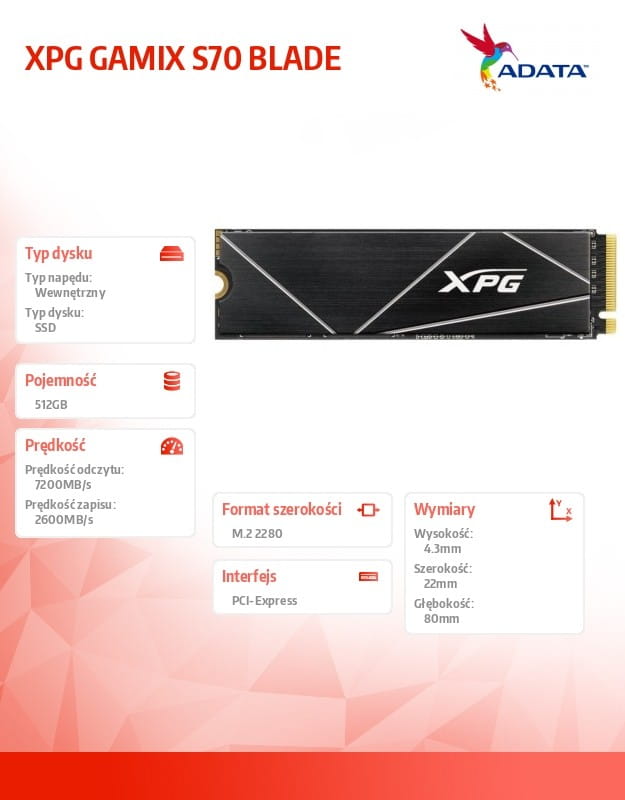 XPG GAMIX S70 BLADE
ADATA™
XPG
Typ dysku
Typ napędu:
Wewnętrzny
Typ dysku:
SSD
Pojemność
512GB
Prędkość
Prędkość odczytu:
7200MB/s
Prędkość zapisu:
2600MB/s
Format szerokości
M.2 2280
Interfejs
PCI-Express
Wymiary
Y
X
Wysokość:
4.3mm
Szerokość:
22mm
Głębokość:
80mm